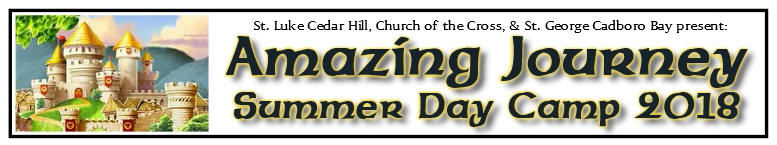 St. Luke Cedar Hill, Church of the Cross, & St. George Cadboro Bay present:
Amazing Journey
Summer Day Camp 2018